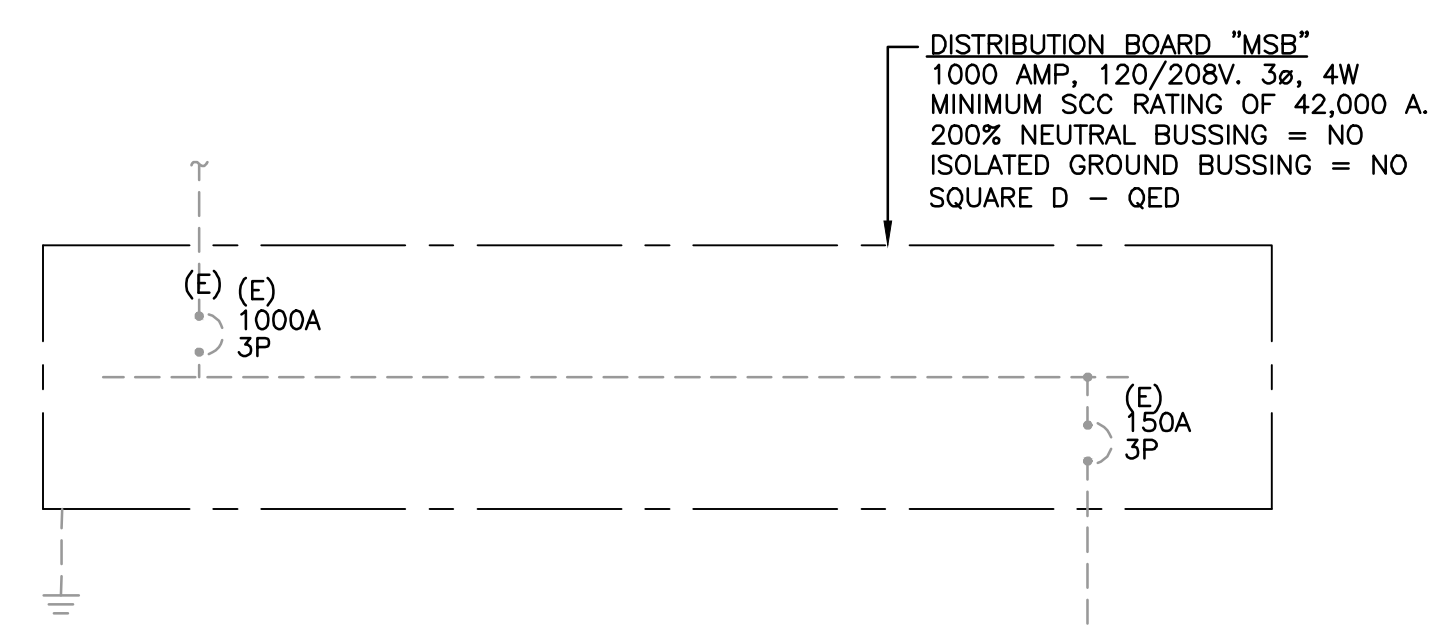 DISTRIBUTION BOARD "MSB"
1000 AMP, 120/208V. 3ø, 4W
MINIMUM SCC RATING OF 42,000 A.
200% NEUTRAL BUSSING = NO
ISOLATED GROUND BUSSING = NO
SQUARE D – QED
(E) (E)
1000A
3P
(E)
150A
3P